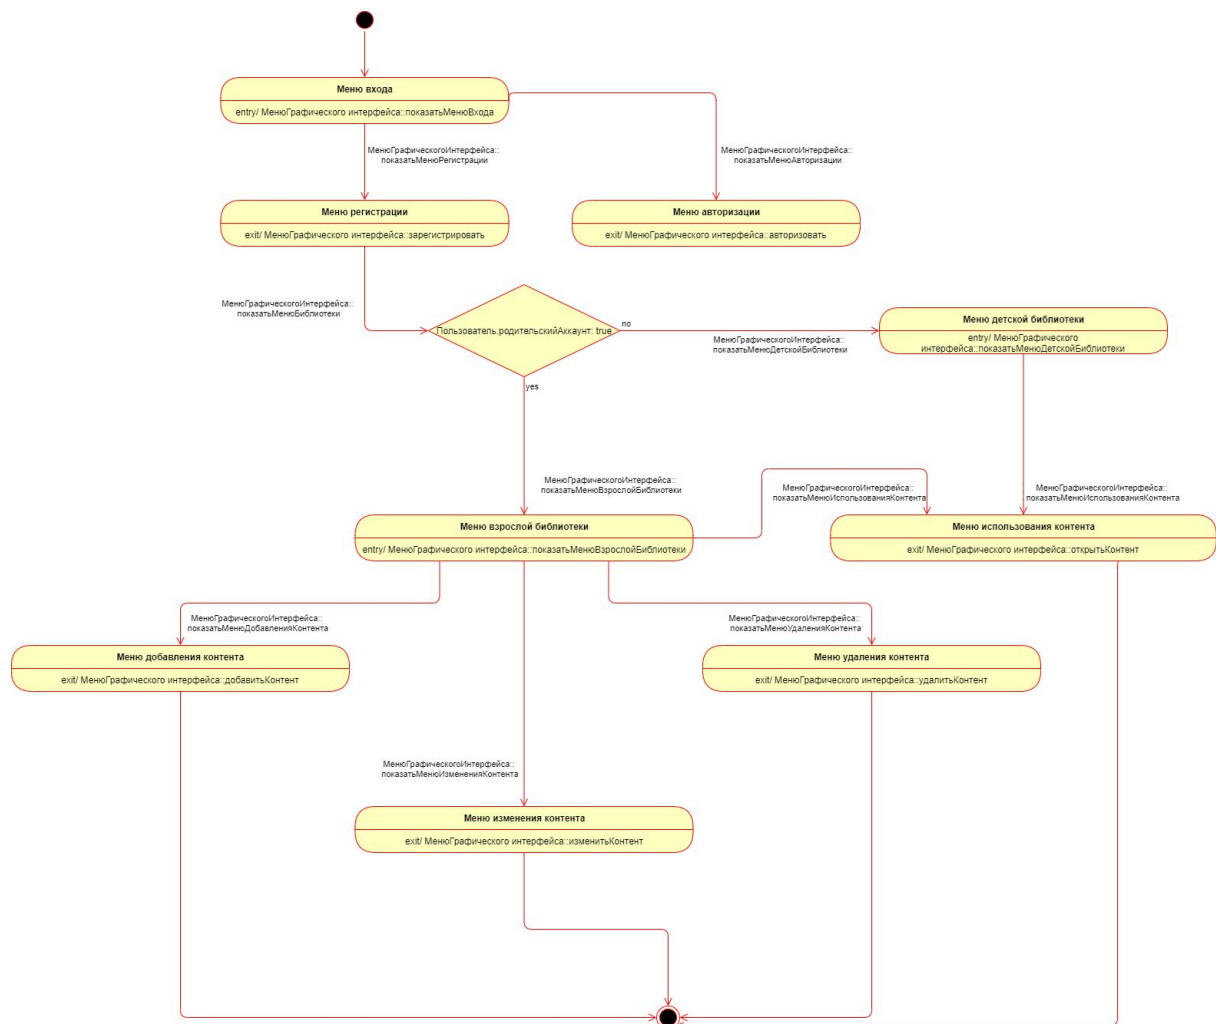 Меню входа
entry/ МенюГрафического интерфейса::показатьМенюВхода
МенюГрафическогоИнтерфейса::
показатьМенюРегистрации
МенюГрафическогоИнтерфейса::
показатьМенюАвторизации
Меню регистрации
exit/ МенюГрафического интерфейса::зарегистрировать
Меню авторизации
exit/ МенюГрафического интерфейса::авторизовать
МенюГрафическогоИнтерфейса::
показатьМенюБиблиотеки
Пользователь.родительскийАккаунт: true
no
МенюГрафическогоИнтерфейса::
показатьМенюДетскойБиблиотеки
Меню детской библиотеки
entry/ МенюГрафического
интерфейса::показатьМенюДетскойБиблиотеки
yes
МенюГрафическогоИнтерфейса::
показатьМенюВзрослойБиблиотеки
МенюГрафическогоИнтерфейса::
показатьМенюИспользованияКонтента
МенюГрафическогоИнтерфейса::
показатьМенюИспользованияКонтента
Меню взрослой библиотеки
entry/ МенюГрафического интерфейса::показатьМенюВзрослойБиблиотеки
Меню использования контента
exit/ МенюГрафического интерфейса::открытьКонтент
МенюГрафическогоИнтерфейса::
показатьМенюДобавленияКонтента
МенюГрафическогоИнтерфейса::
показатьМенюУдаленияКонтента
Меню добавления контента
exit/ МенюГрафического интерфейса::добавитьКонтент
Меню удаления контента
exit/ МенюГрафического интерфейса::удалитьКонтент
МенюГрафическогоИнтерфейса::
показатьМенюИзмененияКонтента
Меню изменения контента
exit/ МенюГрафического интерфейса::изменитьКонтент